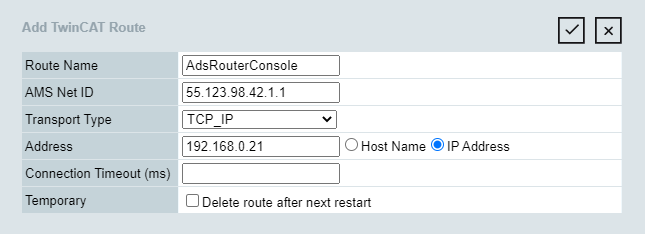 Add TwinCAT Route
Route Name AdsRouterConsole
AMS Net ID 55.123.98.42.1.1
Transport Type TCP_IP
Address 192.168.0.21 Host Name IP Address
Connection Timeout (ms)
Temporary Delete route after next restart